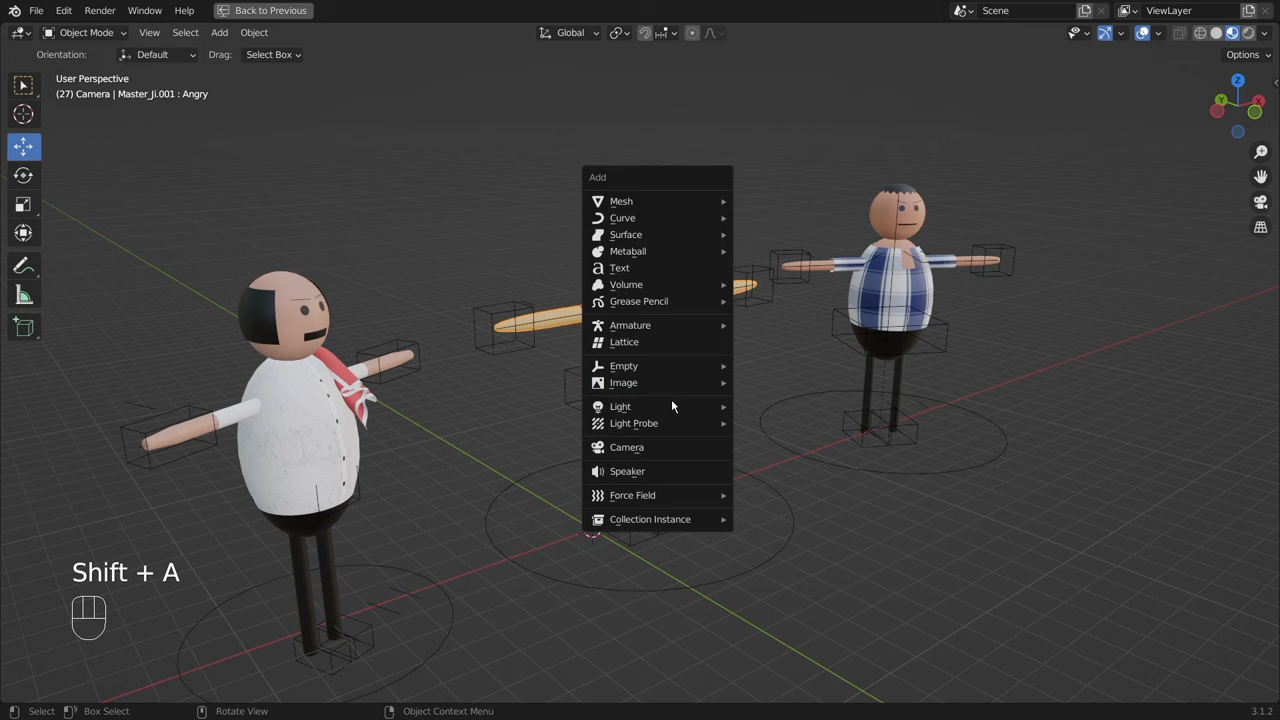 File Edit Render Window Help Back to Previous Scene ViewLayer
Object Mode View Select Add Object Global Options
Orientation: Default Drag: Select Box
User Perspective
(27) Camera | Master_Ji.001 : Angry
Z
Y X
Add
Mesh
Curve
Surface
Metaball
Text
Volume
Grease Pencil
Armature
Lattice
Empty
Image
Light
Light Probe
Camera
Speaker
Force Field
Collection Instance
Shift + A
Select Box Select Rotate View Object Context Menu 3.1.2